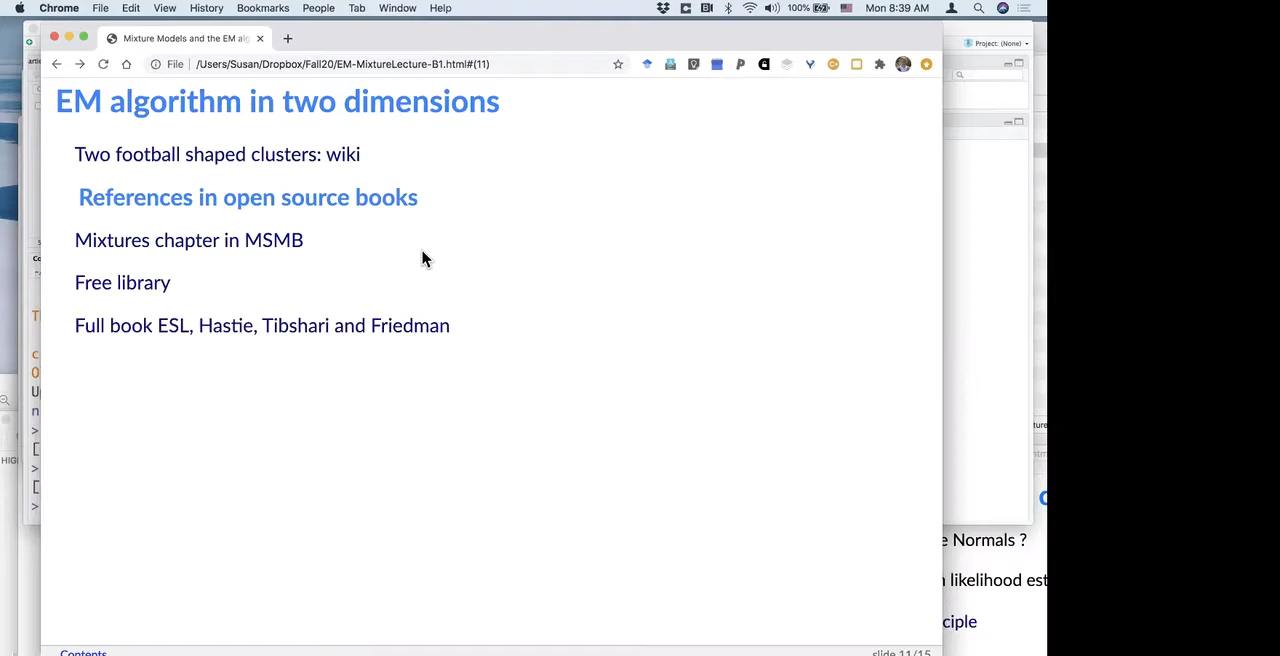 Chrome File Edit View History Bookmarks People Tab Window Help 100% Mon 8:39 AM
Mixture Models and the EM alg
Project: (None)
File /Users/Susan/Dropbox/Fall20/EM-MixtureLecture-B1.html#(11)
EM algorithm in two dimensions
Two football shaped clusters: wiki
References in open source books
Mixtures chapter in MSMB
Free library
Full book ESL, Hastie, Tibshari and Friedman
e Normals ?
likelihood est
ciple
Contents
slide 11/15